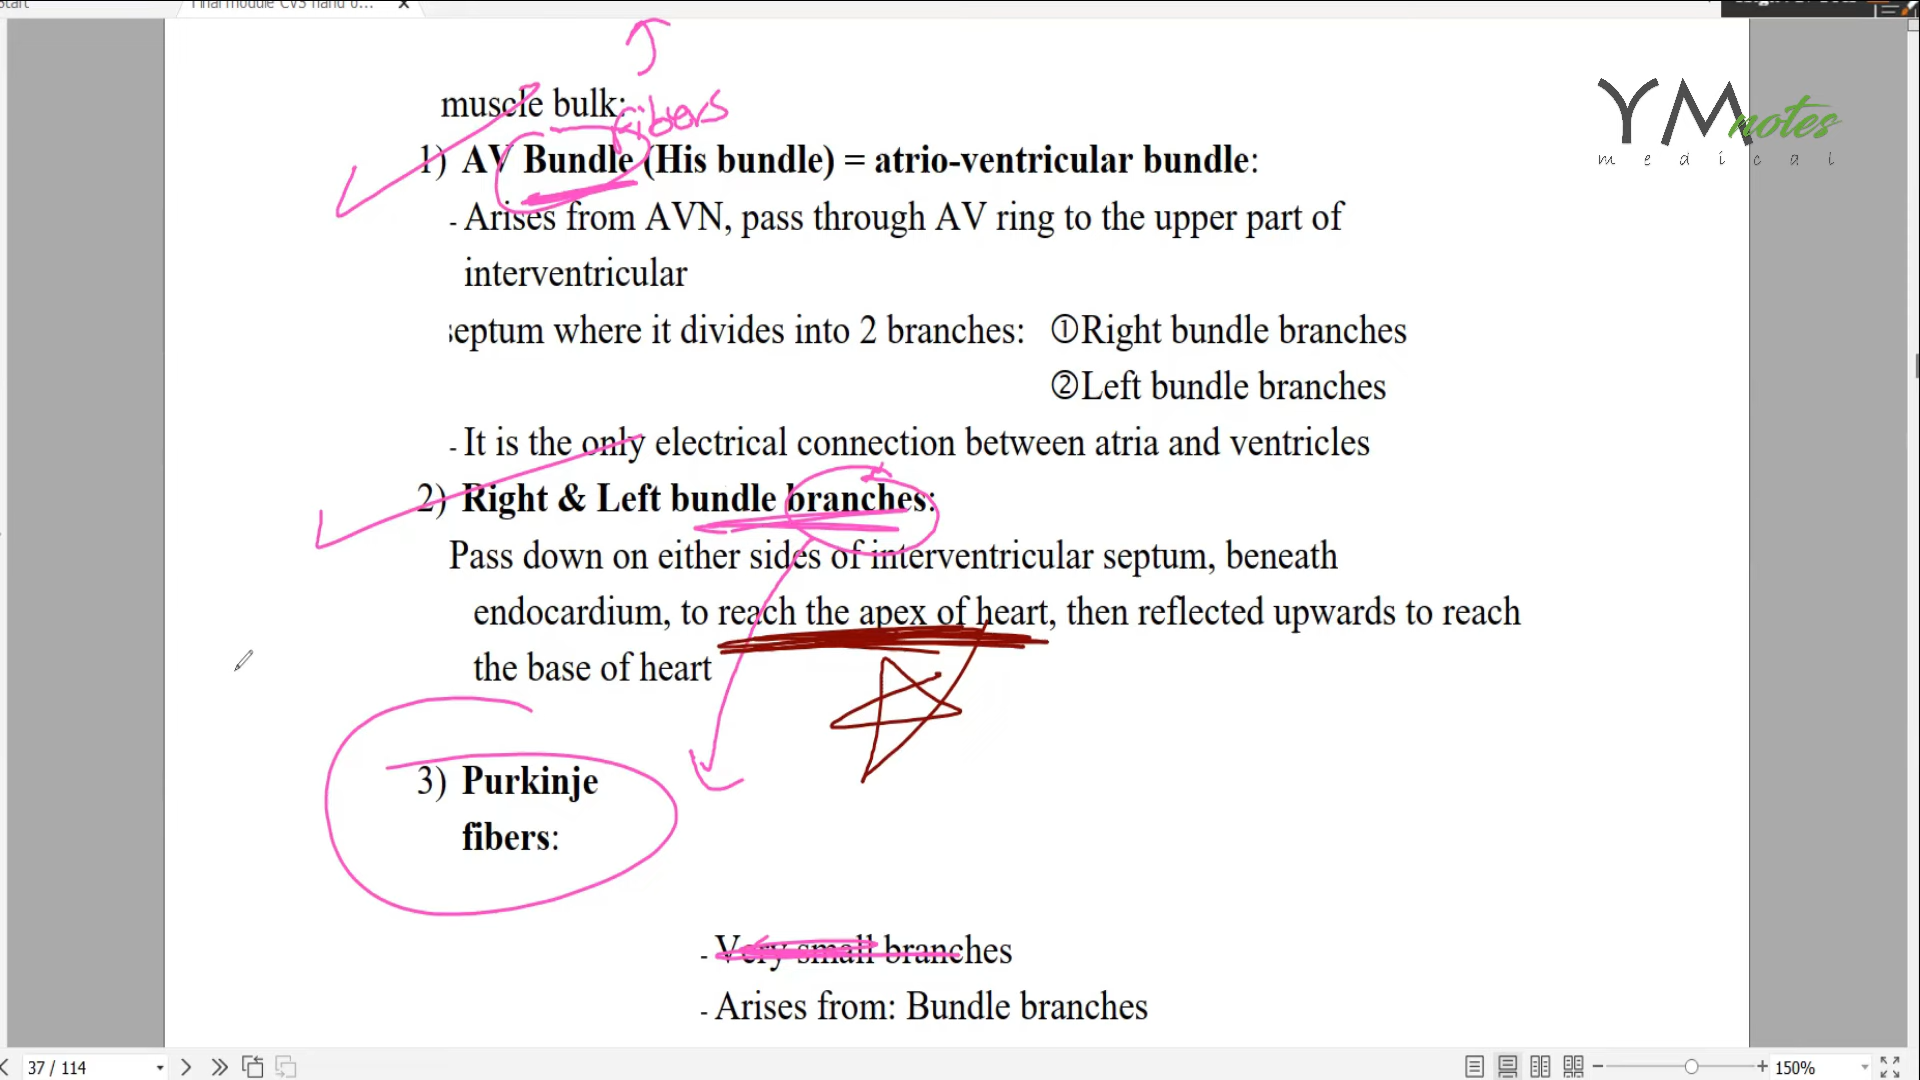 Final module CVS hand o...
YM notes
medical
muscle bulk:
fibers
1) AV Bundle (His bundle) = atrio-ventricular bundle:
- Arises from AVN, pass through AV ring to the upper part of
interventricular
septum where it divides into 2 branches: ①Right bundle branches
②Left bundle branches
- It is the only electrical connection between atria and ventricles
2) Right & Left bundle branches:
Pass down on either sides of interventricular septum, beneath
endocardium, to reach the apex of heart, then reflected upwards to reach
the base of heart
3) Purkinje
fibers:
- Very small branches
- Arises from: Bundle branches
37 / 114
150%